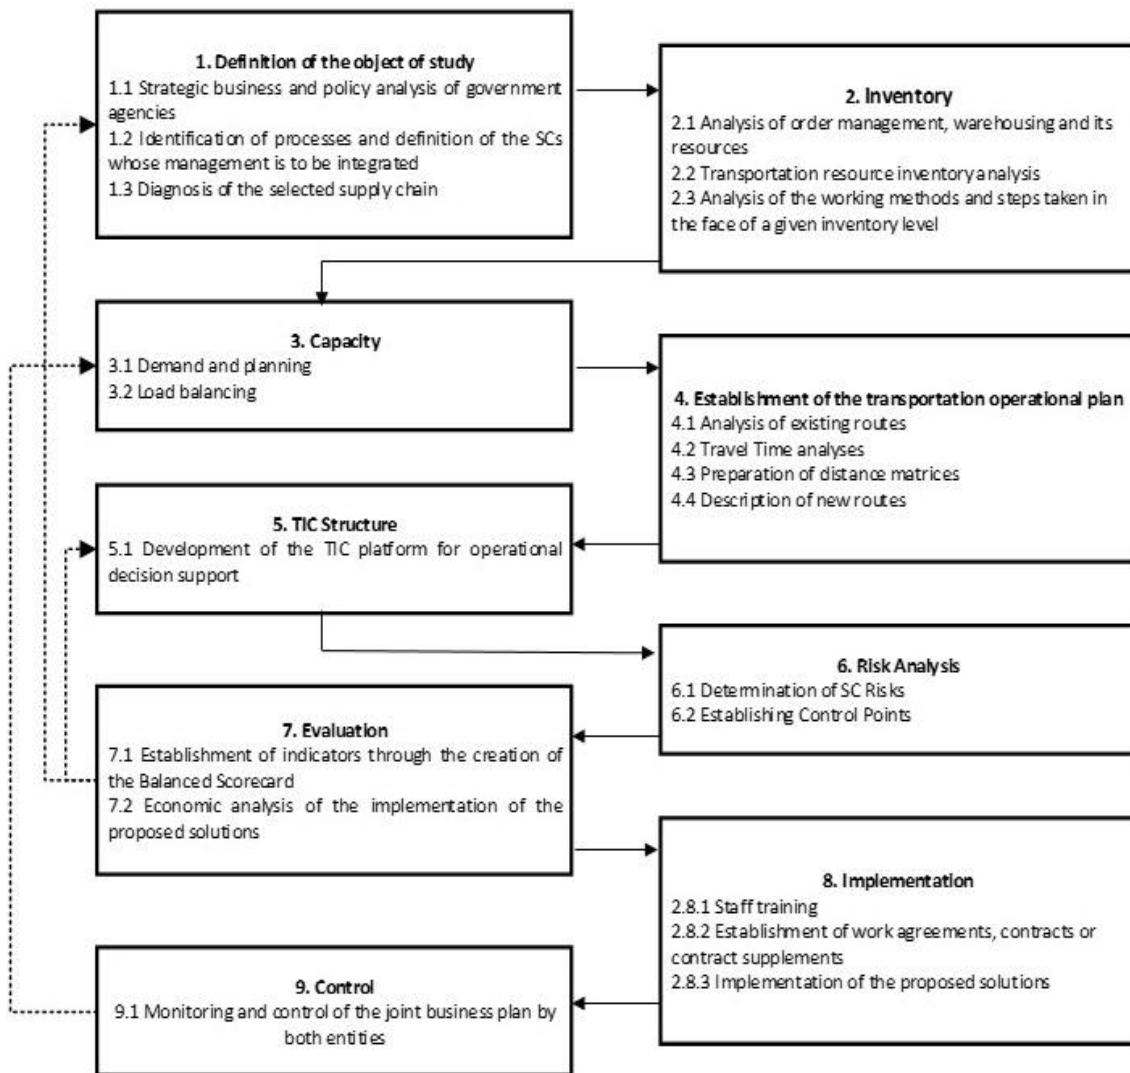 1. Definition of the object of study
1.1 Strategic business and policy analysis of government
agencies
1.2 Identification of processes and definition of the SCs
whose management is to be integrated
1.3 Diagnosis of the selected supply chain
2. Inventory
2.1 Analysis of order management, warehousing and its
resources
2.2 Transportation resource inventory analysis
2.3 Analysis of the working methods and steps taken in
the face of a given inventory level
3. Capacity
3.1 Demand and planning
3.2 Load balancing
4. Establishment of the transportation operational plan
4.1 Analysis of existing routes
4.2 Travel Time analyses
4.3 Preparation of distance matrices
4.4 Description of new routes
5. TIC Structure
5.1 Development of the TIC platform for operational
decision support
6. Risk Analysis
6.1 Determination of SC Risks
6.2 Establishing Control Points
7. Evaluation
7.1 Establishment of indicators through the creation of
the Balanced Scorecard
7.2 Economic analysis of the implementation of the
proposed solutions
8. Implementation
2.8.1 Staff training
2.8.2 Establishment of work agreements, contracts or
contract supplements
2.8.3 Implementation of the proposed solutions
9. Control
9.1 Monitoring and control of the joint business plan by
both entities